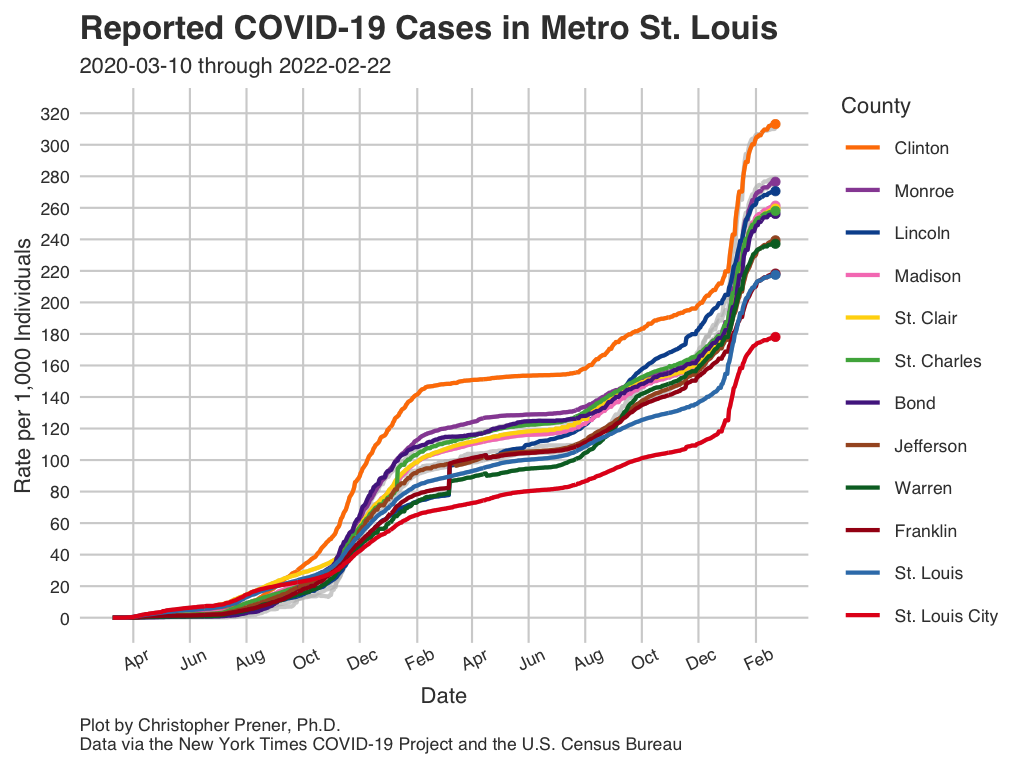 Reported COVID-19 Cases in Metro St. Louis
2020-03-10 through 2022-02-22
Rate per 1,000 Individuals
320
300
280
260
240
220
200
180
160
140
120
100
80
60
40
20
0
Apr Jun Aug Oct Dec Feb Apr Jun Aug Oct Dec Feb
Date
County
Clinton
Monroe
Lincoln
Madison
St. Clair
St. Charles
Bond
Jefferson
Warren
Franklin
St. Louis
St. Louis City
Plot by Christopher Prener, Ph.D.
Data via the New York Times COVID-19 Project and the U.S. Census Bureau